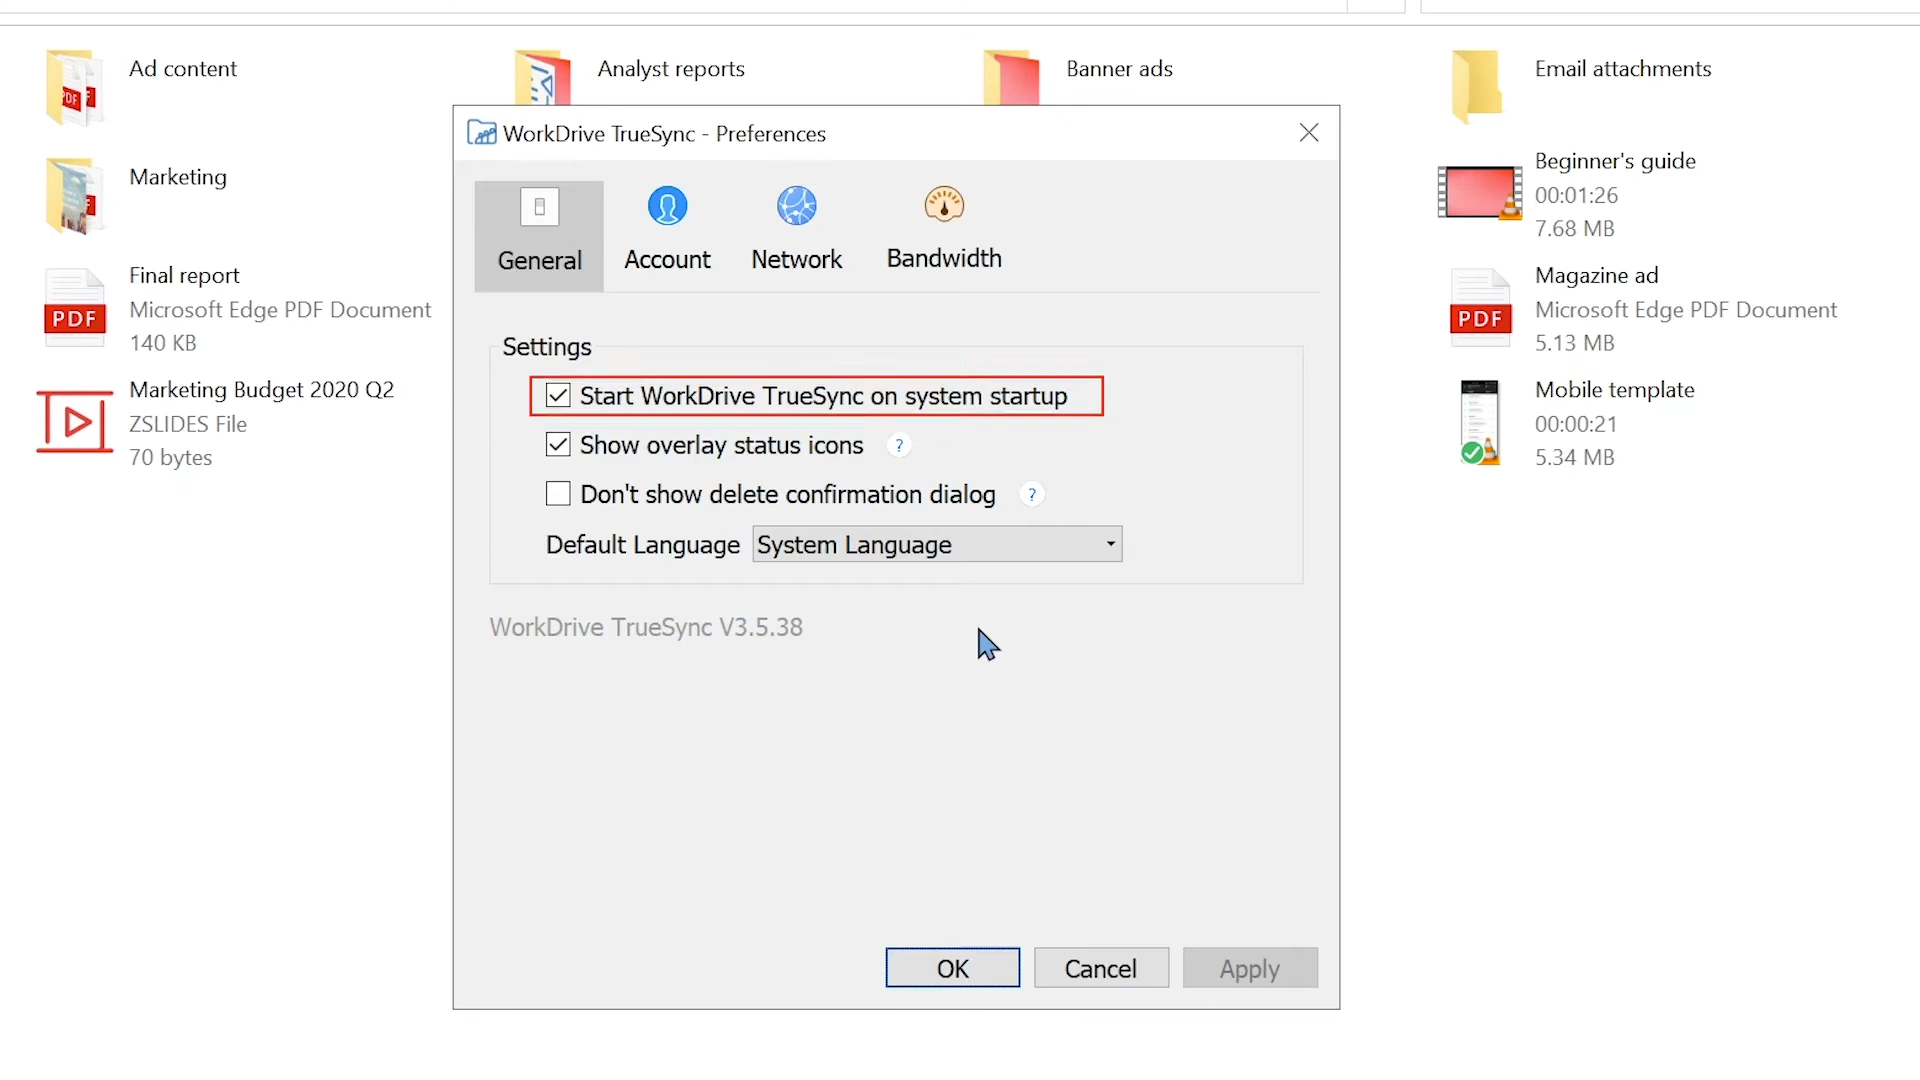 Ad content
Analyst reports
Banner ads
Email attachments
WorkDrive TrueSync - Preferences
Marketing
Beginner's guide
00:01:26
7.68 MB
General
Account
Network
Bandwidth
Final report
Microsoft Edge PDF Document
140 KB
PDF
Magazine ad
Microsoft Edge PDF Document
5.13 MB
PDF
Settings
Start WorkDrive TrueSync on system startup
Show overlay status icons ?
Don't show delete confirmation dialog ?
Default Language System Language
Marketing Budget 2020 Q2
ZSLIDES File
70 bytes
Mobile template
00:00:21
5.34 MB
WorkDrive TrueSync V3.5.38
OK
Cancel
Apply